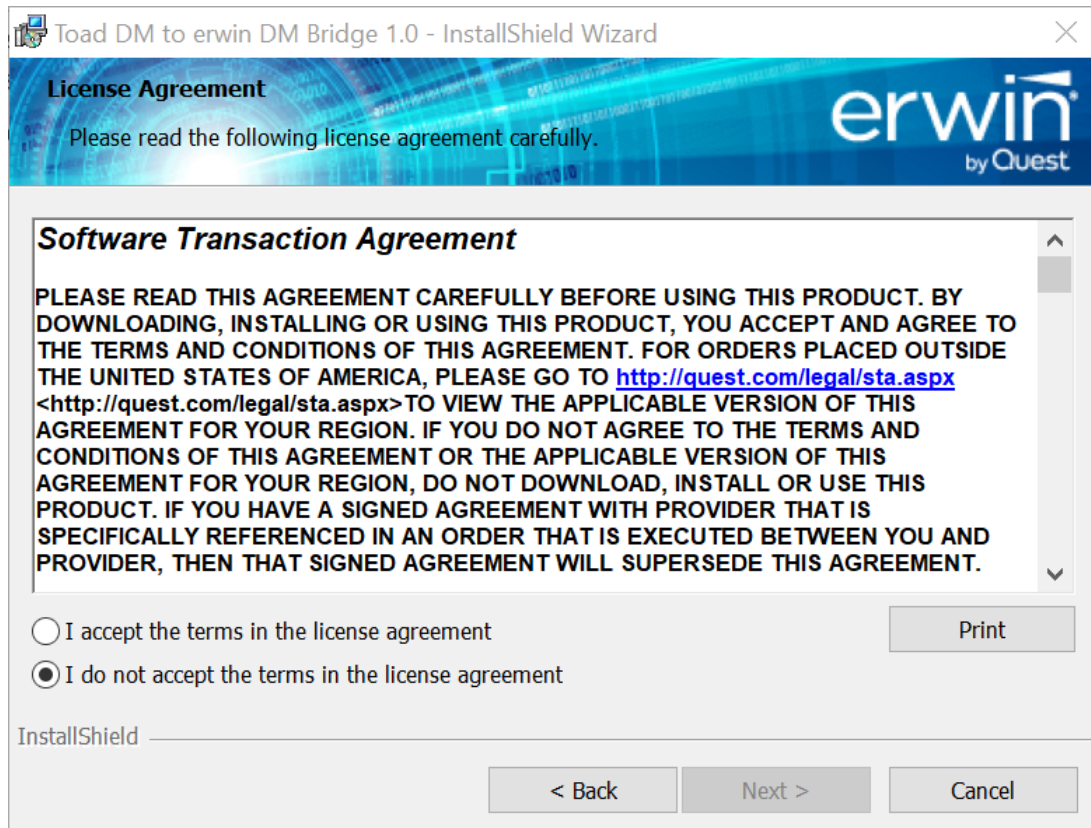 Toad DM to erwin DM Bridge 1.0 - InstallShield Wizard
License Agreement
Please read the following license agreement carefully.
erwin
by Quest
Software Transaction Agreement
PLEASE READ THIS AGREEMENT CAREFULLY BEFORE USING THIS PRODUCT. BY
DOWNLOADING, INSTALLING OR USING THIS PRODUCT, YOU ACCEPT AND AGREE TO
THE TERMS AND CONDITIONS OF THIS AGREEMENT. FOR ORDERS PLACED OUTSIDE
THE UNITED STATES OF AMERICA, PLEASE GO TO http://quest.com/legal/sta.aspx
<http://quest.com/legal/sta.aspx>TO VIEW THE APPLICABLE VERSION OF THIS
AGREEMENT FOR YOUR REGION. IF YOU DO NOT AGREE TO THE TERMS AND
CONDITIONS OF THIS AGREEMENT OR THE APPLICABLE VERSION OF THIS
AGREEMENT FOR YOUR REGION, DO NOT DOWNLOAD, INSTALL OR USE THIS
PRODUCT. IF YOU HAVE A SIGNED AGREEMENT WITH PROVIDER THAT IS
SPECIFICALLY REFERENCED IN AN ORDER THAT IS EXECUTED BETWEEN YOU AND
PROVIDER, THEN THAT SIGNED AGREEMENT WILL SUPERSEDE THIS AGREEMENT.
I accept the terms in the license agreement
Print
I do not accept the terms in the license agreement
InstallShield
< Back
Next >
Cancel